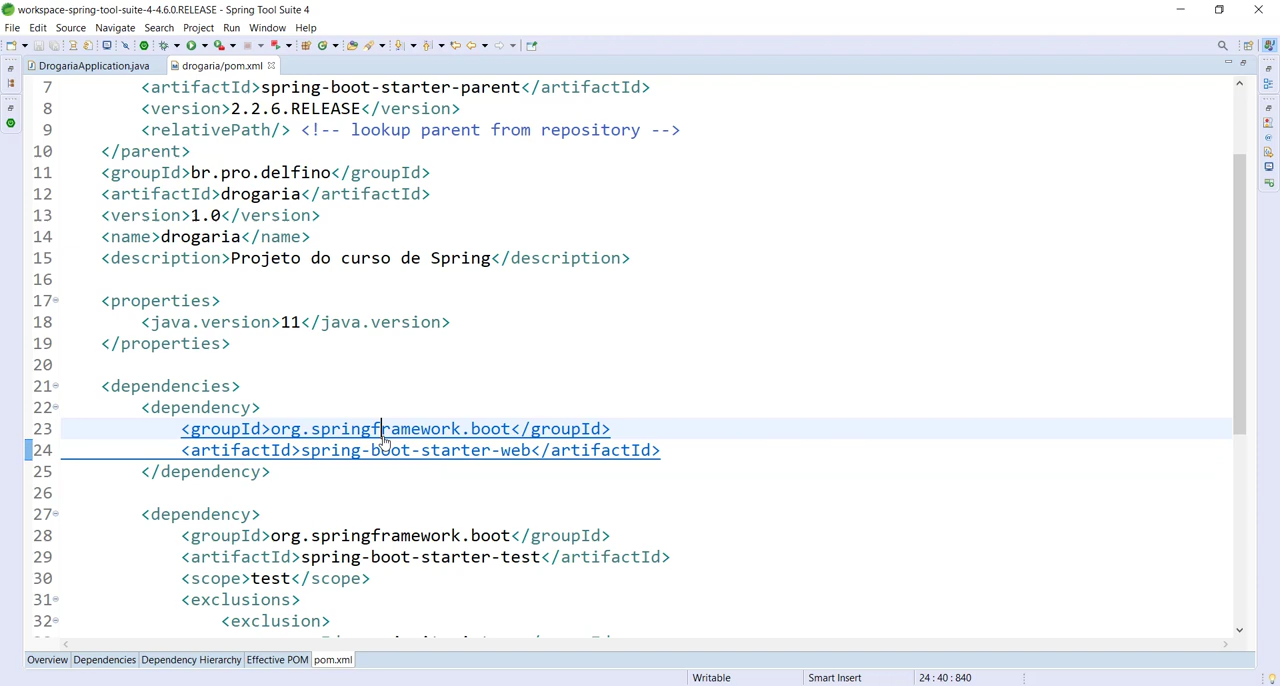 workspace-spring-tool-suite-4-4.6.0.RELEASE - Spring Tool Suite 4
File Edit Source Navigate Search Project Run Window Help
DrogariaApplication.java drogaria/pom.xml
7 <artifactId>spring-boot-starter-parent</artifactId>
8 <version>2.2.6.RELEASE</version>
9 <relativePath/> <!-- lookup parent from repository -->
10 </parent>
11 <groupId>br.pro.delfino</groupId>
12 <artifactId>drogaria</artifactId>
13 <version>1.0</version>
14 <name>drogaria</name>
15 <description>Projeto do curso de Spring</description>
16
17 <properties>
18 <java.version>11</java.version>
19 </properties>
20
21 <dependencies>
22 <dependency>
23 <groupId>org.springframework.boot</groupId>
24 <artifactId>spring-boot-starter-web</artifactId>
25 </dependency>
26
27 <dependency>
28 <groupId>org.springframework.boot</groupId>
29 <artifactId>spring-boot-starter-test</artifactId>
30 <scope>test</scope>
31 <exclusions>
32 <exclusion>
Overview Dependencies Dependency Hierarchy Effective POM pom.xml
Writable Smart Insert 24 : 40 : 840